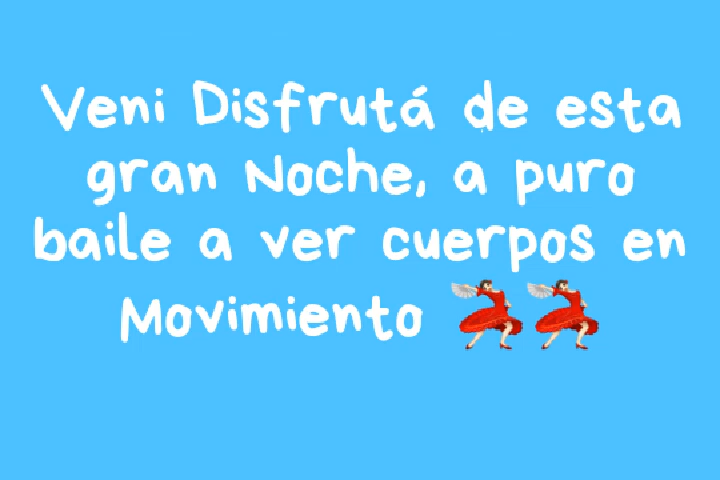 Veni Disfrutá de esta
gran Noche, a puro
baile a ver cuerpos en
Movimiento 💃💃